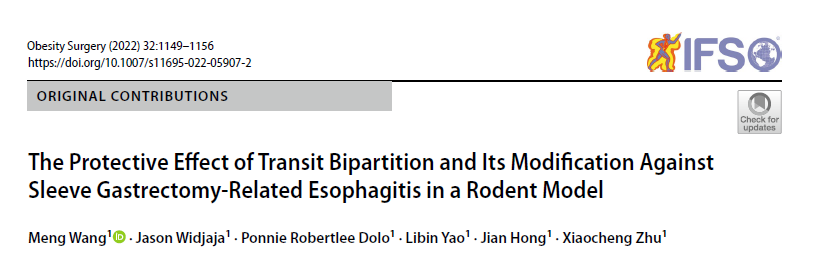 Obesity Surgery (2022) 32:1149–1156
https://doi.org/10.1007/s11695-022-05907-2
IFSO
ORIGINAL CONTRIBUTIONS
Check for
updates
The Protective Effect of Transit Bipartition and Its Modification Against
Sleeve Gastrectomy-Related Esophagitis in a Rodent Model
Meng Wang¹ iD · Jason Widjaja¹ · Ponnie Robertlee Dolo¹ · Libin Yao¹ · Jian Hong¹ · Xiaocheng Zhu¹